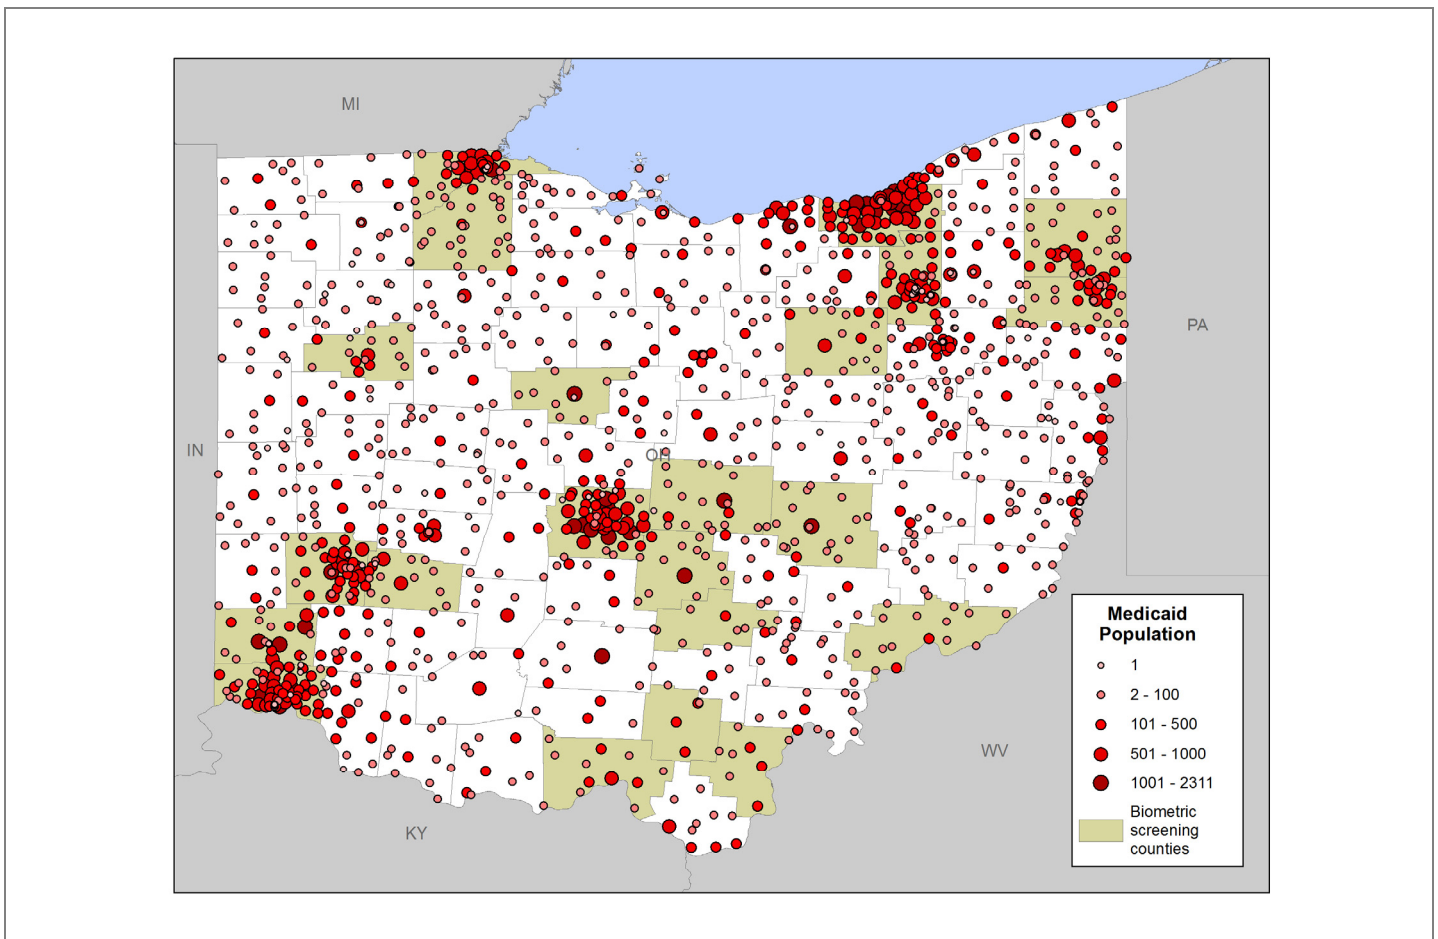 MI
PA
IN
OH
WV
KY
Medicaid
Population
1
2 - 100
101 - 500
501 - 1000
1001 - 2311
Biometric
screening
counties